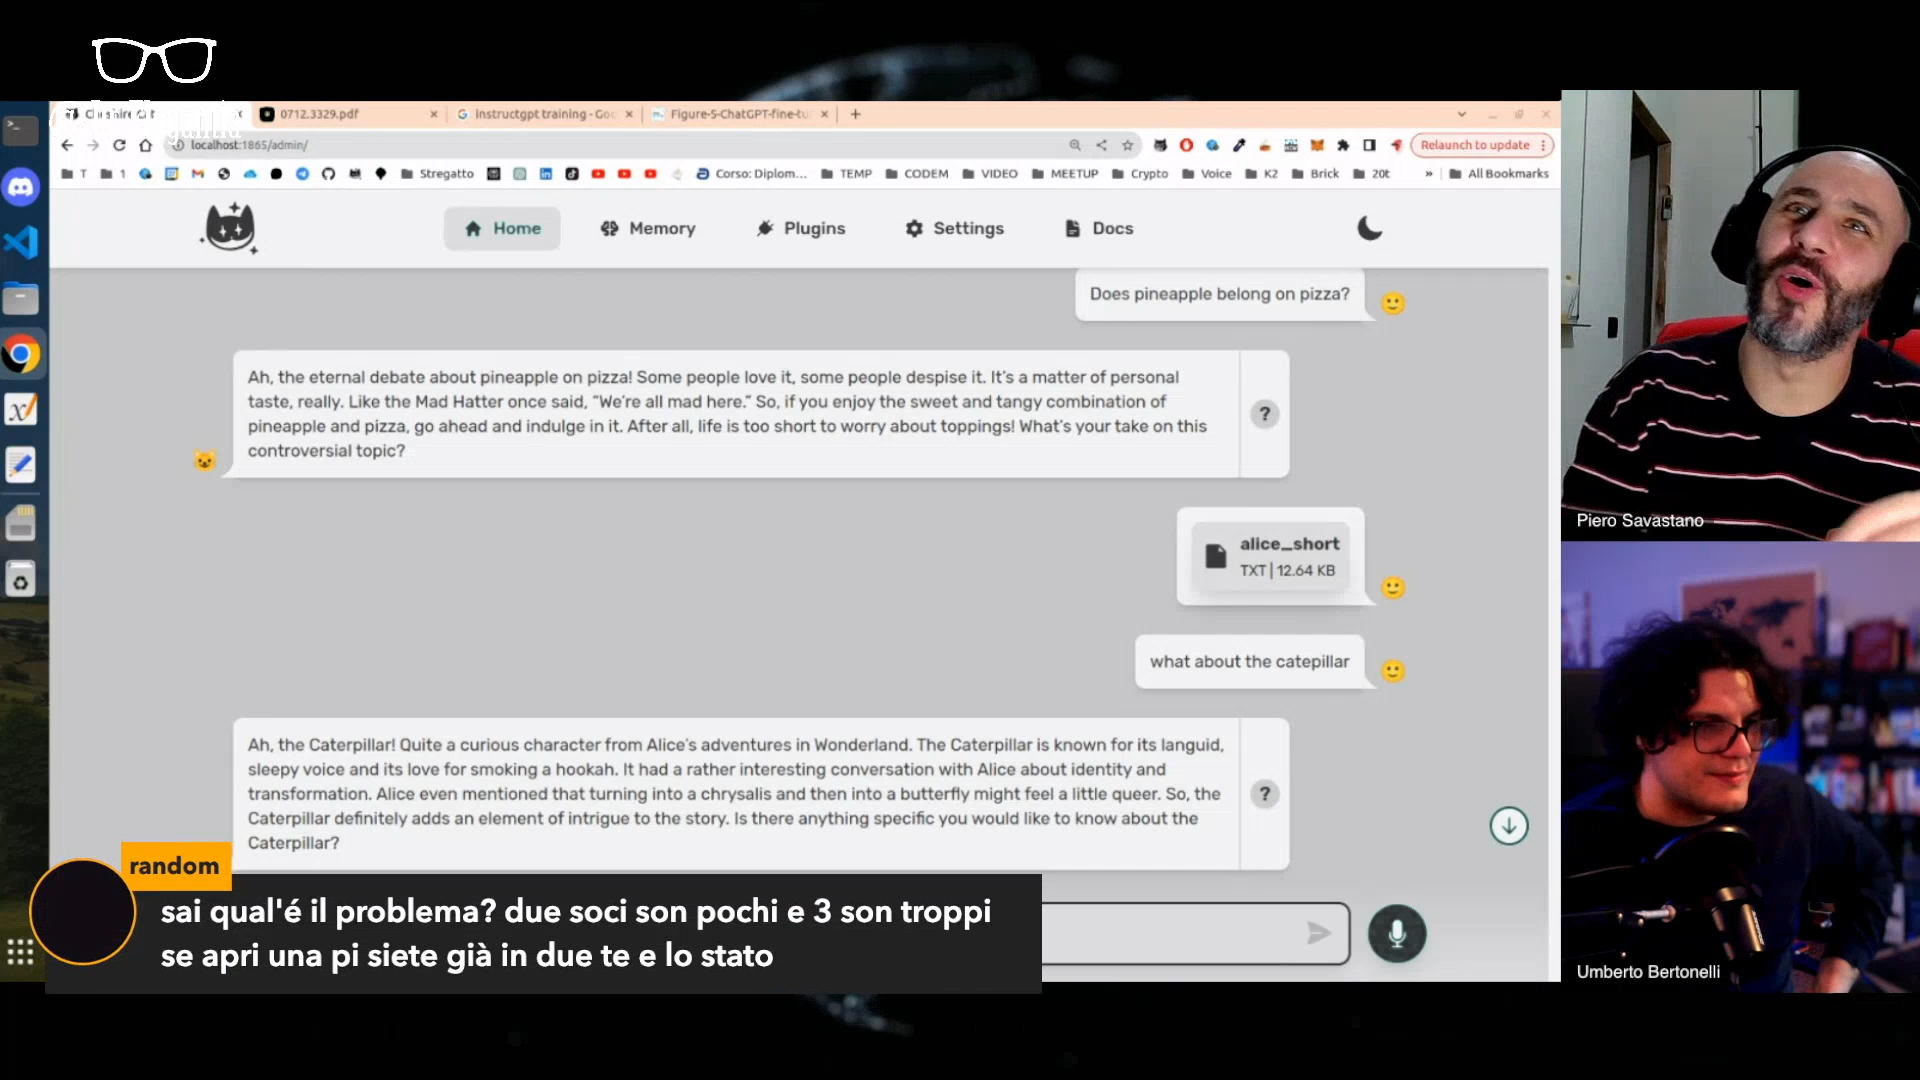 0712.3329.pdf
instructgpt training - Goo
Figure-5-ChatGPT-fine-tu
localhost:1865/admin/
Relaunch to update
T
1
Stregatto
Corso: Diplom...
TEMP
CODEM
VIDEO
MEETUP
Crypto
Voice
K2
Brick
20t
»
All Bookmarks
Home
Memory
Plugins
Settings
Docs
Does pineapple belong on pizza?
Ah, the eternal debate about pineapple on pizza! Some people love it, some people despise it. It's a matter of personal
taste, really. Like the Mad Hatter once said, "We're all mad here." So, if you enjoy the sweet and tangy combination of
pineapple and pizza, go ahead and indulge in it. After all, life is too short to worry about toppings! What's your take on this
controversial topic?
?
alice_short
TXT | 12.64 KB
what about the catepillar
Ah, the Caterpillar! Quite a curious character from Alice's adventures in Wonderland. The Caterpillar is known for its languid,
sleepy voice and its love for smoking a hookah. It had a rather interesting conversation with Alice about identity and
transformation. Alice even mentioned that turning into a chrysalis and then into a butterfly might feel a little queer. So, the
Caterpillar definitely adds an element of intrigue to the story. Is there anything specific you would like to know about the
Caterpillar?
?
random
sai qual'é il problema? due soci son pochi e 3 son troppi
se apri una pi siete già in due te e lo stato
Piero Savastano
Umberto Bertonelli